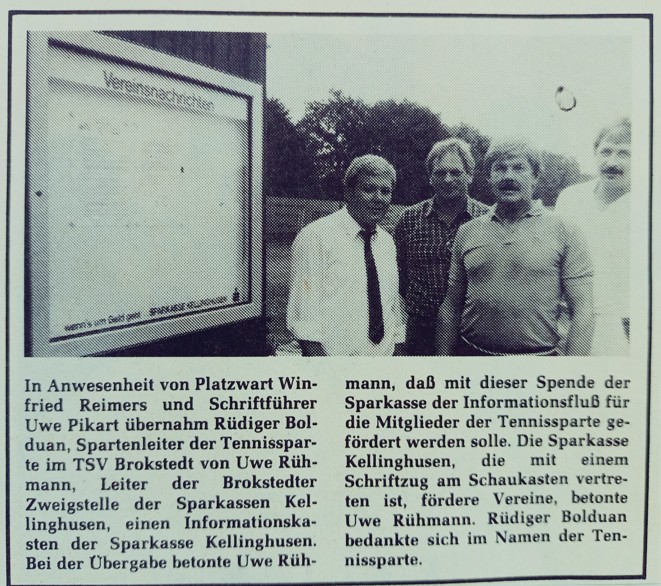 Vereinsnachrichten
wenn's um Geld geht SPARKASSE KELLINGHUSEN
In Anwesenheit von Platzwart Win-
fried Reimers und Schriftführer
Uwe Pikart übernahm Rüdiger Bol-
duan, Spartenleiter der Tennisspar-
te im TSV Brokstedt von Uwe Rüh-
mann, Leiter der Brokstedter
Zweigstelle der Sparkassen Kel-
linghusen, einen Informationska-
sten der Sparkasse Kellinghusen.
Bei der Übergabe betonte Uwe Rüh-
mann, daß mit dieser Spende der
Sparkasse der Informationsfluß für
die Mitglieder der Tennissparte ge-
fördert werden solle. Die Sparkasse
Kellinghusen, die mit einem
Schriftzug am Schaukasten vertre-
ten ist, fördere Vereine, betonte
Uwe Rühmann. Rüdiger Bolduan
bedankte sich im Namen der Ten-
nissparte.